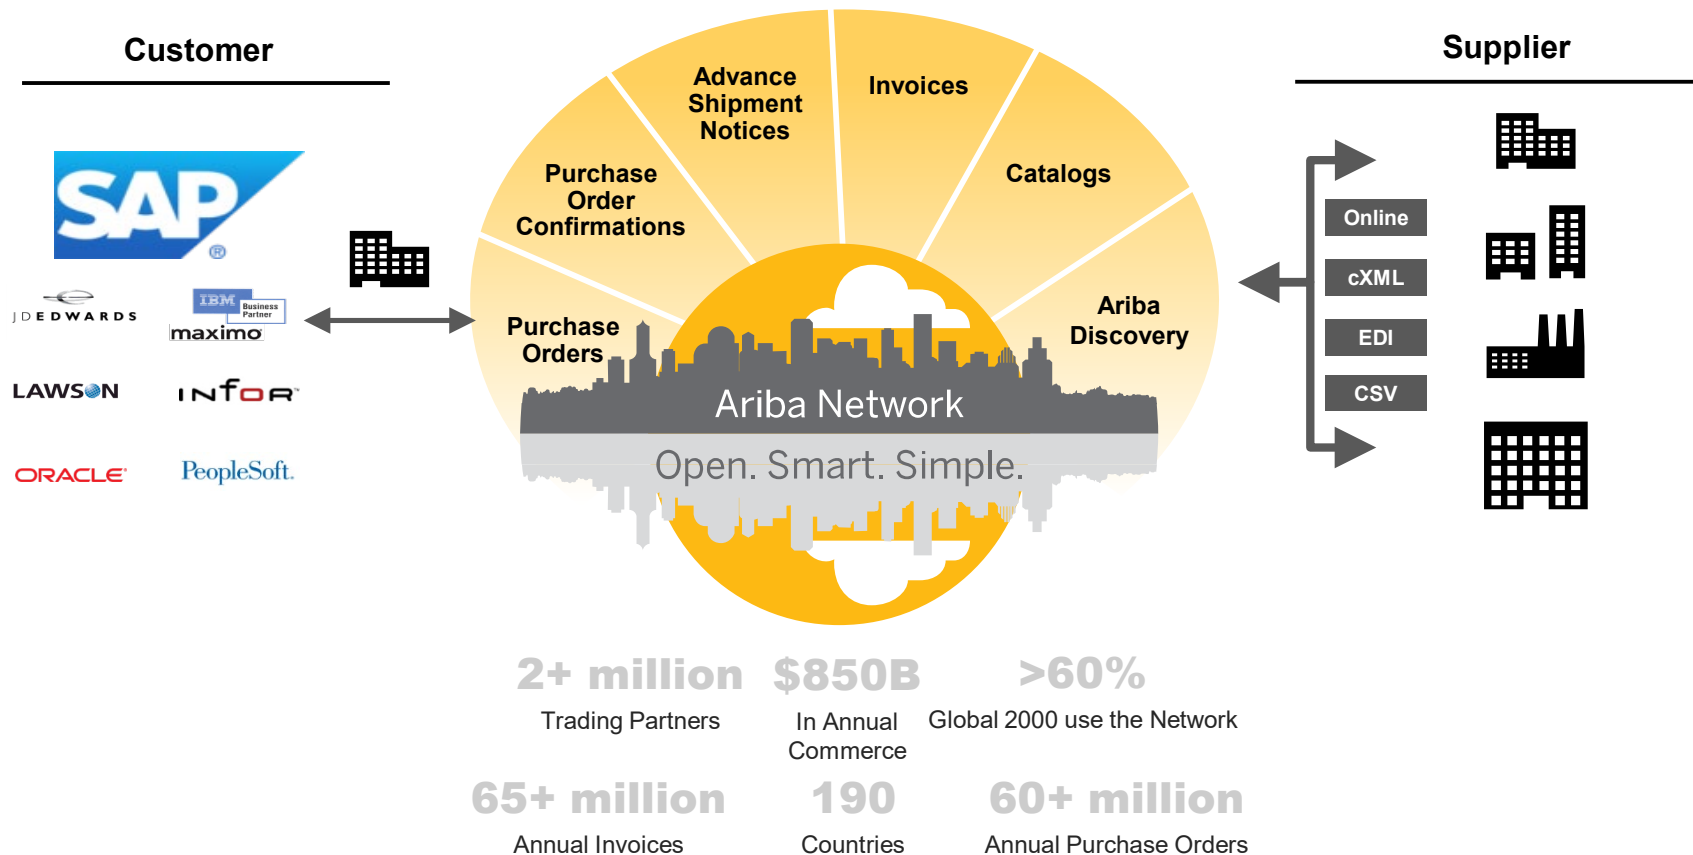 Customer
Supplier
SAP
®
JDEDWARDS
IBM
Business
Partner
maximo
LAWSON
INFOR
ORACLE
PeopleSoft.
Purchase
Orders
Purchase
Order
Confirmations
Advance
Shipment
Notices
Invoices
Catalogs
Ariba
Discovery
Ariba Network
Open. Smart. Simple.
Online
cXML
EDI
CSV
2+ million
Trading Partners
$850B
In Annual
Commerce
>60%
Global 2000 use the Network
65+ million
Annual Invoices
190
Countries
60+ million
Annual Purchase Orders